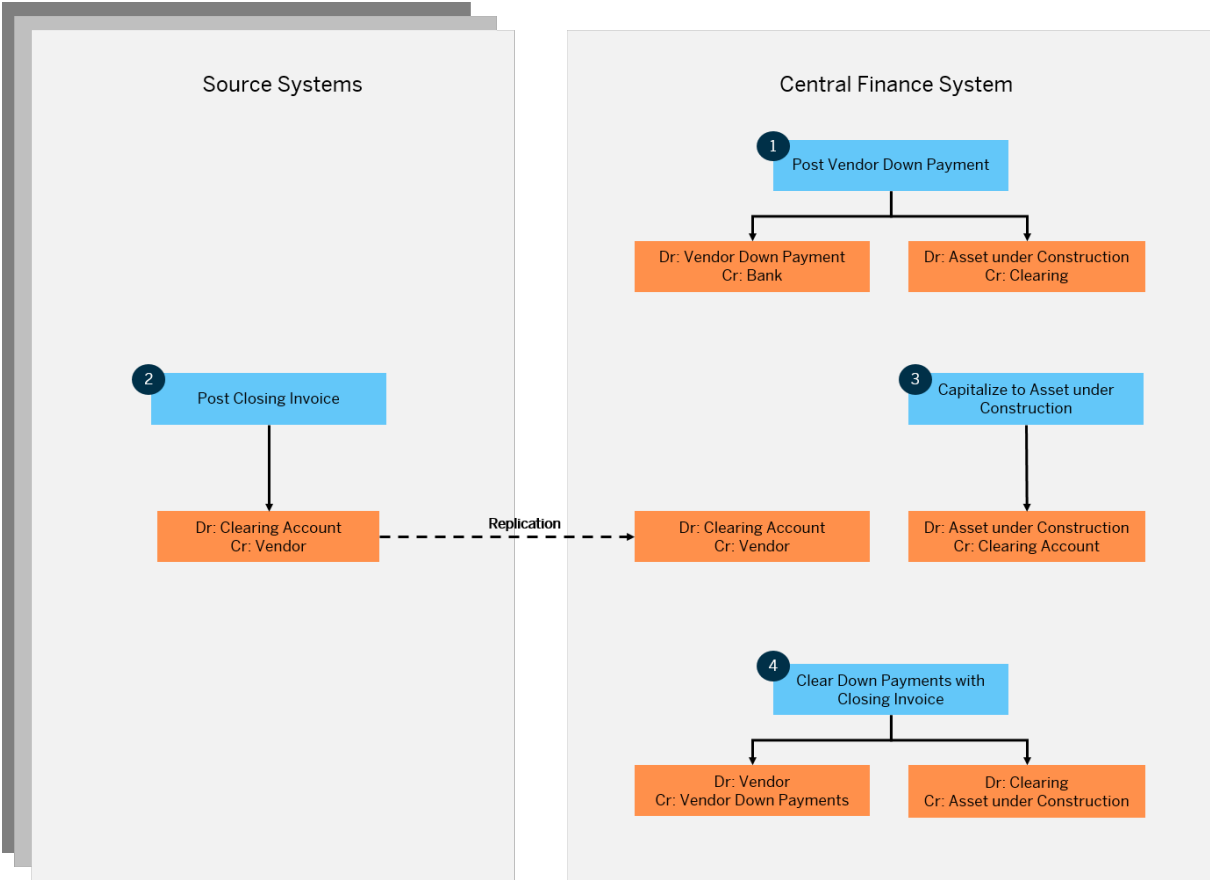 Source Systems
Central Finance System
1
Post Vendor Down Payment
Dr: Vendor Down Payment
Cr: Bank
Dr: Asset under Construction
Cr: Clearing
2
Post Closing Invoice
3
Capitalize to Asset under
Construction
Dr: Clearing Account
Cr: Vendor
Replication
Dr: Clearing Account
Cr: Vendor
Dr: Asset under Construction
Cr: Clearing Account
4
Clear Down Payments with
Closing Invoice
Dr: Vendor
Cr: Vendor Down Payments
Dr: Clearing
Cr: Asset under Construction